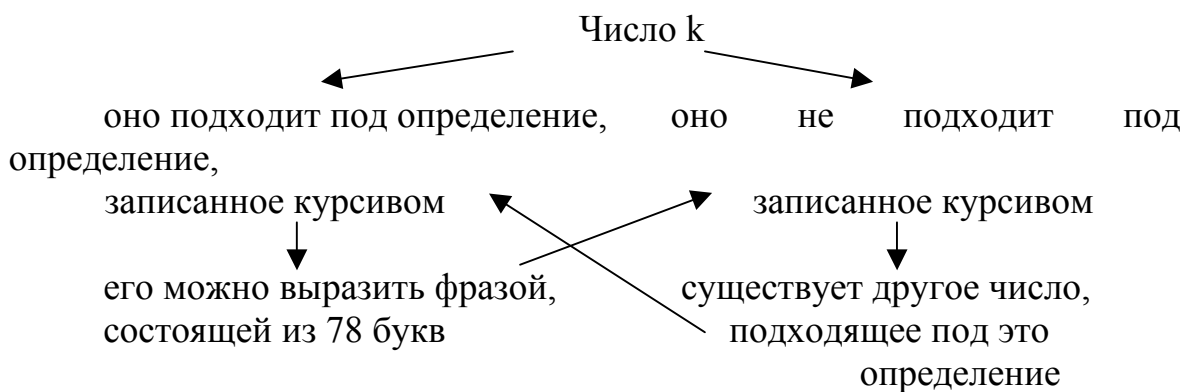 Число k
оно подходит под определение, оно не подходит под
определение,
записанное курсивом записанное курсивом
его можно выразить фразой, существует другое число,
состоящей из 78 букв подходящее под это
определение